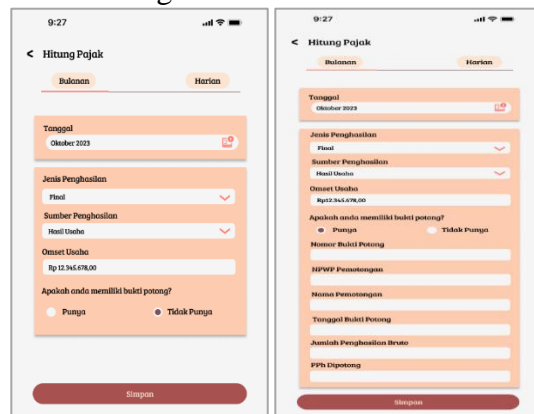 9:27
< Hitung Pajak
Bulanan Harian
Tanggal
Oktober 2023
Jenis Penghasilan
Final
Sumber Penghasilan
Hasil Usaha
Omset Usaha
Rp 12.345.678,00
Apakah anda memiliki bukti potong?
Punya Tidak Punya
Simpan
9:27
< Hitung Pajak
Bulanan Harian
Tanggal
Oktober 2023
Jenis Penghasilan
Final
Sumber Penghasilan
Hasil Usaha
Omset Usaha
Rp12.345.678,00
Apakah anda memiliki bukti potong?
Punya Tidak Punya
Nomor Bukti Potong
NPWP Pemotongan
Nama Pemotongan
Tanggal Bukti Potong
Jumlah Penghasilan Bruto
PPh Dipotong
Simpan